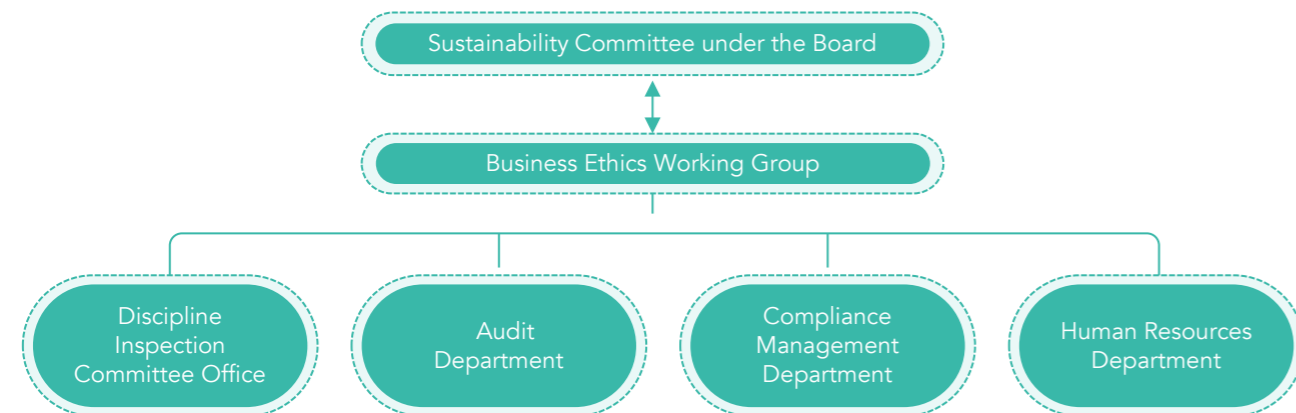 Sustainability Committee under the Board
Business Ethics Working Group
Discipline
Inspection
Committee Office
Audit
Department
Compliance
Management
Department
Human Resources
Department